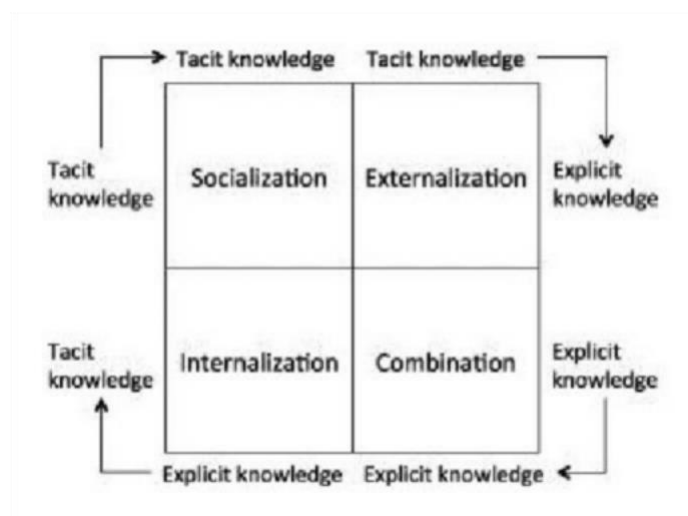 Tacit knowledge Tacit knowledge
Tacit
knowledge
Socialization
Externalization
Explicit
knowledge
Tacit
knowledge
Internalization
Combination
Explicit
knowledge
Explicit knowledge Explicit knowledge